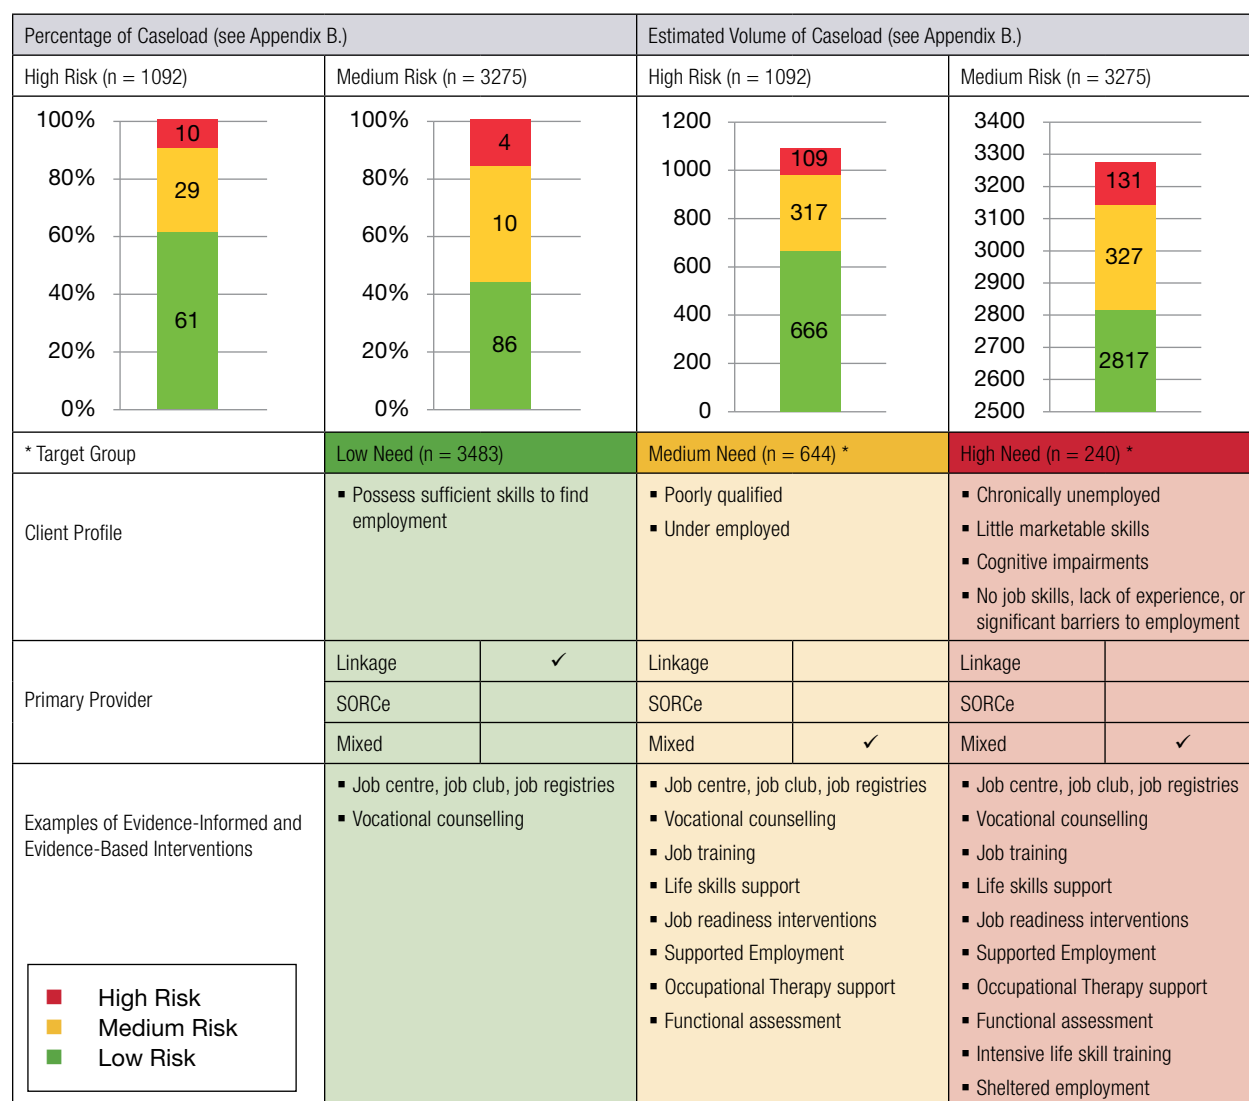 Percentage of Caseload (see Appendix B.)
Estimated Volume of Caseload (see Appendix B.)
High Risk (n = 1092)
Medium Risk (n = 3275)
High Risk (n = 1092)
Medium Risk (n = 3275)
100%
80%
60%
40%
20%
0%
10
29
61
100%
80%
60%
40%
20%
0%
4
10
86
1200
1000
800
600
400
200
0
109
317
666
3400
3300
3200
3100
3000
2900
2800
2700
2600
2500
131
327
2817
* Target Group
Low Need (n = 3483)
Medium Need (n = 644) *
High Need (n = 240) *
Client Profile
▪ Possess sufficient skills to find
employment
▪ Poorly qualified
▪ Under employed
▪ Chronically unemployed
▪ Little marketable skills
▪ Cognitive impairments
▪ No job skills, lack of experience, or
significant barriers to employment
Primary Provider
Linkage ✓
SORCe
Mixed
Linkage
SORCe
Mixed ✓
Linkage
SORCe
Mixed ✓
Examples of Evidence-Informed and
Evidence-Based Interventions
▪ Job centre, job club, job registries
▪ Vocational counselling
▪ Job centre, job club, job registries
▪ Vocational counselling
▪ Job training
▪ Life skills support
▪ Job readiness interventions
▪ Supported Employment
▪ Occupational Therapy support
▪ Functional assessment
▪ Job centre, job club, job registries
▪ Vocational counselling
▪ Job training
▪ Life skills support
▪ Job readiness interventions
▪ Supported Employment
▪ Occupational Therapy support
▪ Functional assessment
▪ Intensive life skill training
▪ Sheltered employment
High Risk
Medium Risk
Low Risk